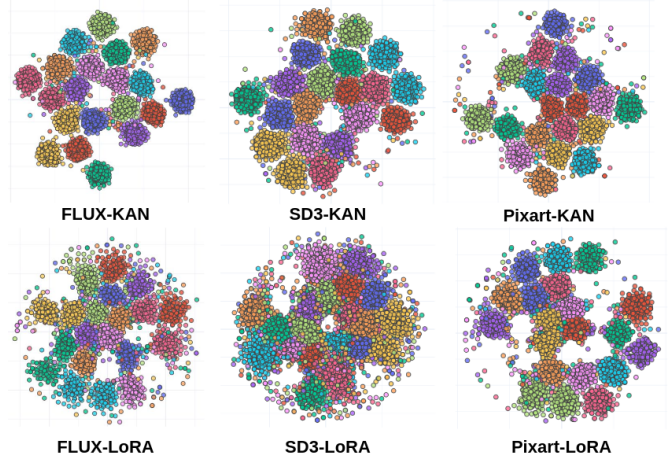 FLUX-KAN
SD3-KAN
Pixart-KAN
FLUX-LoRA
SD3-LoRA
Pixart-LoRA